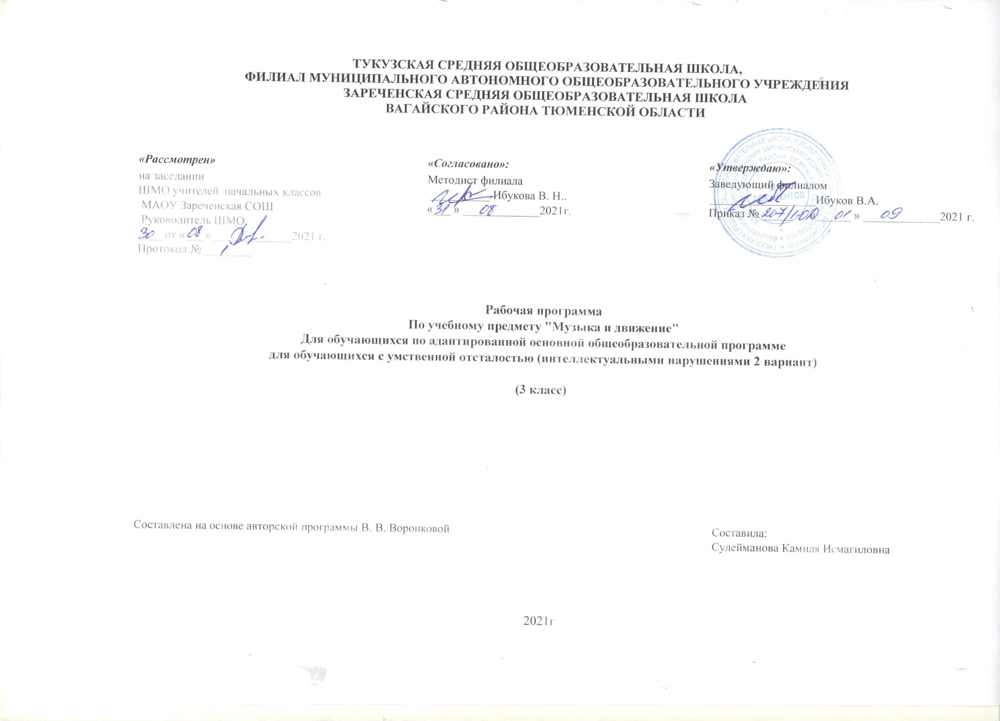 ТУКУЗСКАЯ СРЕДНЯЯ ОБЩЕОБРАЗОВАТЕЛЬНАЯ ШКОЛА,
ФИЛИАЛ МУНИЦИПАЛЬНОГО АВТОНОМНОГО ОБЩЕОБРАЗОВАТЕЛЬНОГО УЧРЕЖДЕНИЯ
ЗАРЕЧЕНСКАЯ СРЕДНЯЯ ОБЩЕОБРАЗОВАТЕЛЬНАЯ ШКОЛА
ВАГАЙСКОГО РАЙОНА ТЮМЕНСКОЙ ОБЛАСТИ
«Рассмотрен»
на заседании
ШМО учителей начальных классов
МАОУ Зареченская СОШ
Руководитель ШМО
30 от « 08 » 2021 г.
Протокол № 1
«Согласовано»:
Методист филиала
Ибукова В. Н..
« 31 » 08 2021г.
«Утверждаю»:
Заведующий филиалом
Ибуков В.А.
Приказ № 207/1-ОД « 01 » 09 2021 г.
ДОКУМЕНТОВ
Рабочая программа
По учебному предмету "Музыка и движение"
Для обучающихся по адаптированной основной общеобразовательной программе
для обучающихся с умственной отсталостью (интеллектуальными нарушениями 2 вариант)
(3 класс)
Составлена на основе авторской программы В. В. Воронковой
Составила:
Сулейманова Камиля Исмагиловна
2021г